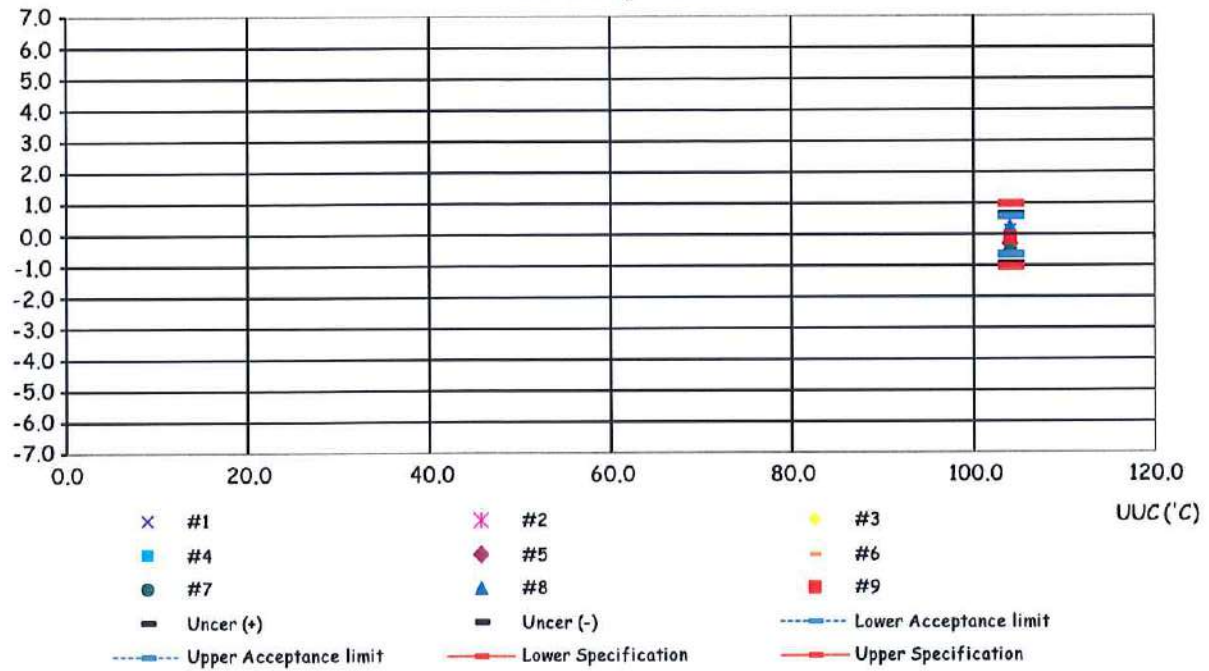 7.0
6.0
5.0
4.0
3.0
2.0
1.0
0.0
-1.0
-2.0
-3.0
-4.0
-5.0
-6.0
-7.0
0.0 20.0 40.0 60.0 80.0 100.0 120.0
UUC ('C)
#1 #2 #3
#4 #5 #6
#7 #8 #9
Uncer (+) Uncer (-) Lower Acceptance limit
Upper Acceptance limit Lower Specification Upper Specification